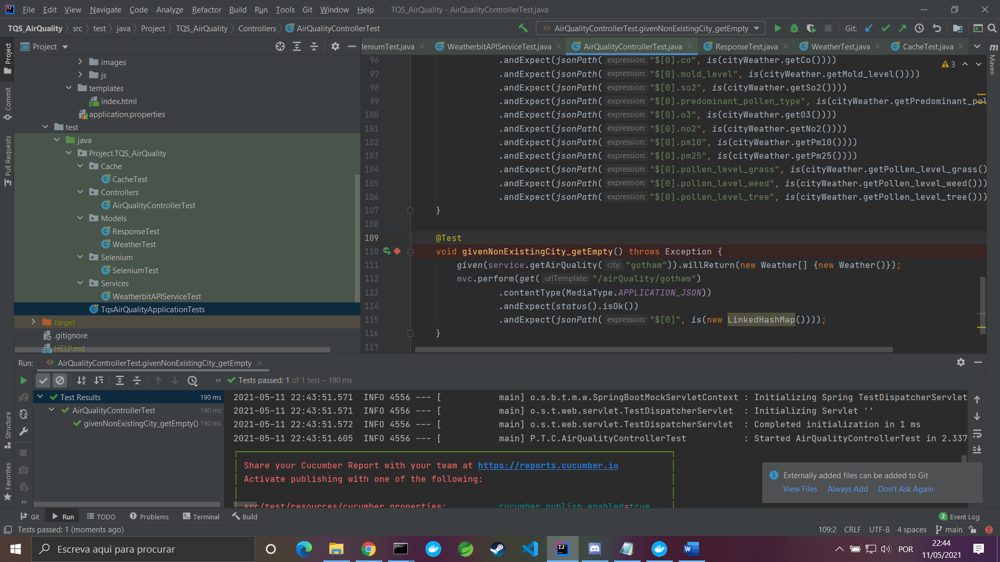 File Edit View Navigate Code Analyze Refactor Build Run Tools Git Window Help TQS_AirQuality - AirQualityControllerTest.java
TQS_AirQuality src test java Project TQS_AirQuality Controllers AirQualityControllerTest AirQualityControllerTest.givenNonExistingCity_getEmpty Git:
Project leniumTest.java WeatherbitAPIServiceTest.java AirQualityControllerTest.java ResponseTest.java WeatherTest.java CacheTest.java
Project
Commit
Pull Requests
Structure
Favorites
Maven
images
js
templates
index.html
application.properties
test
java
Project.TQS_AirQuality
Cache
CacheTest
Controllers
AirQualityControllerTest
Models
ResponseTest
WeatherTest
Selenium
SeleniumTest
Services
WeatherbitAPIServiceTest
TqsAirQualityApplicationTests
target
.gitignore
HELP.md
3
96 .andExpect(jsonPath( expression: "$[0].co", is(cityWeather.getCo())))
97 .andExpect(jsonPath( expression: "$[0].mold_level", is(cityWeather.getMold_level())))
98 .andExpect(jsonPath( expression: "$[0].so2", is(cityWeather.getSo2())))
99 .andExpect(jsonPath( expression: "$[0].predominant_pollen_type", is(cityWeather.getPredominant_pol
100 .andExpect(jsonPath( expression: "$[0].o3", is(cityWeather.getO3())))
101 .andExpect(jsonPath( expression: "$[0].no2", is(cityWeather.getNo2())))
102 .andExpect(jsonPath( expression: "$[0].pm10", is(cityWeather.getPm10())))
103 .andExpect(jsonPath( expression: "$[0].pm25", is(cityWeather.getPm25())))
104 .andExpect(jsonPath( expression: "$[0].pollen_level_grass", is(cityWeather.getPollen_level_grass()
105 .andExpect(jsonPath( expression: "$[0].pollen_level_weed", is(cityWeather.getPollen_level_weed()))
106 .andExpect(jsonPath( expression: "$[0].pollen_level_tree", is(cityWeather.getPollen_level_tree()))
107 }
108
109 @Test
110 void givenNonExistingCity_getEmpty() throws Exception {
111 given(service.getAirQuality( city: "gotham")).willReturn(new Weather[] {new Weather()});
112 mvc.perform(get( urlTemplate: "/airQuality/gotham")
113 .contentType(MediaType.APPLICATION_JSON))
114 .andExpect(status().isOk())
115 .andExpect(jsonPath( expression: "$[0]", is(new LinkedHashMap())));
116 }
117
Run: AirQualityControllerTest.givenNonExistingCity_getEmpty
Tests passed: 1 of 1 test – 190 ms
Test Results 190 ms
AirQualityControllerTest 190 ms
givenNonExistingCity_getEmpty() 190 ms
2021-05-11 22:43:51.571 INFO 4556 --- [ main] o.s.b.t.m.w.SpringBootMockServletContext : Initializing Spring TestDispatcherServlet
2021-05-11 22:43:51.571 INFO 4556 --- [ main] o.s.t.web.servlet.TestDispatcherServlet : Initializing Servlet ''
2021-05-11 22:43:51.572 INFO 4556 --- [ main] o.s.t.web.servlet.TestDispatcherServlet : Completed initialization in 1 ms
2021-05-11 22:43:51.605 INFO 4556 --- [ main] P.T.C.AirQualityControllerTest : Started AirQualityControllerTest in 2.337
Share your Cucumber Report with your team at https://reports.cucumber.io
Activate publishing with one of the following:
src/test/resources/cucumber.properties: cucumber.publish.enabled=true
Externally added files can be added to Git
View Files Always Add Don't Ask Again
Git Run TODO Problems Terminal Build 2 Event Log
Tests passed: 1 (moments ago) 109:2 CRLF UTF-8 4 spaces main
Escreva aqui para procurar POR 22:44
11/05/2021